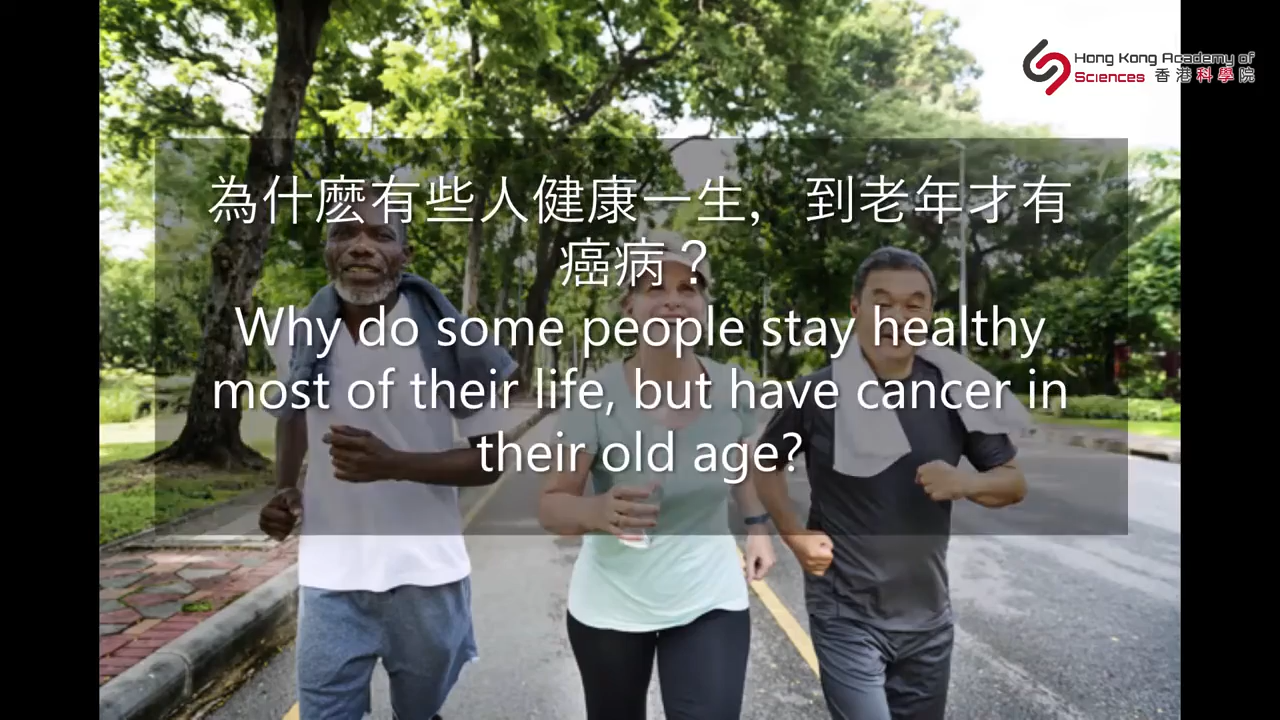 Hong Kong Academy of
Sciences 香港科學院
為什麽有些人健康一生， 到老年才有
癌病？
Why do some people stay healthy
most of their life, but have cancer in
their old age?